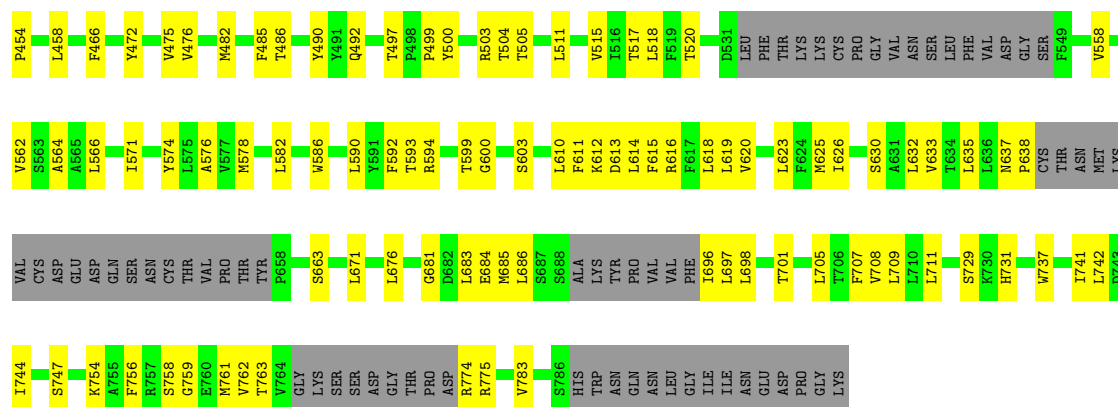 P454 L458 F466 Y472 V475 V476 M482 F485 T486 Y490 Y491 Q492 T497 P498 P499 Y500 R503 T504 T505 L511 V515 I516 T517 L518 F519 T520 D531 LEU PHE THR LYS LYS CYS PRO GLY VAL ASN SER LEU PHE VAL ASP GLY SER F549 V558
V562 S563 A564 A565 L566 I571 Y574 L575 A576 V577 M578 L582 W586 L590 Y591 F592 T593 R594 T599 G600 S603 L610 F611 K612 D613 L614 F615 R616 F617 L618 L619 V620 L623 F624 M625 I626 S630 A631 L632 V633 T634 L635 L636 N637 P638 CYS THR ASN MET LYS
VAL CYS ASP GLU ASP GLN SER ASN CYS THR VAL PRO THR TYR P658 S663 L671 L676 G681 D682 L683 E684 M685 L686 S687 S688 ALA LYS TYR PRO VAL VAL PHE I696 L697 L698 T701 L705 T706 F707 V708 L709 L710 L711 S729 K730 H731 W737 I741 L742
I744 S747 K754 A755 F756 R757 S758 G759 E760 M761 V762 T763 V764 GLY LYS SER SER ASP GLY THR PRO ASP R774 R775 V783 S786 HIS TRP ASN GLN ASN LEU GLY ILE ILE ASN GLU ASP PRO GLY LYS